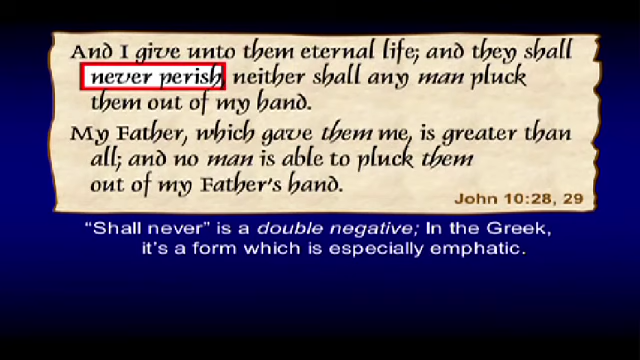 And I give unto them eternal life; and they shall
never perish neither shall any man pluck
them out of my hand.
My Father, which gave them me, is greater than
all; and no man is able to pluck them
out of my Father's hand.
John 10:28, 29
“Shall never” is a double negative; In the Greek,
it's a form which is especially emphatic.